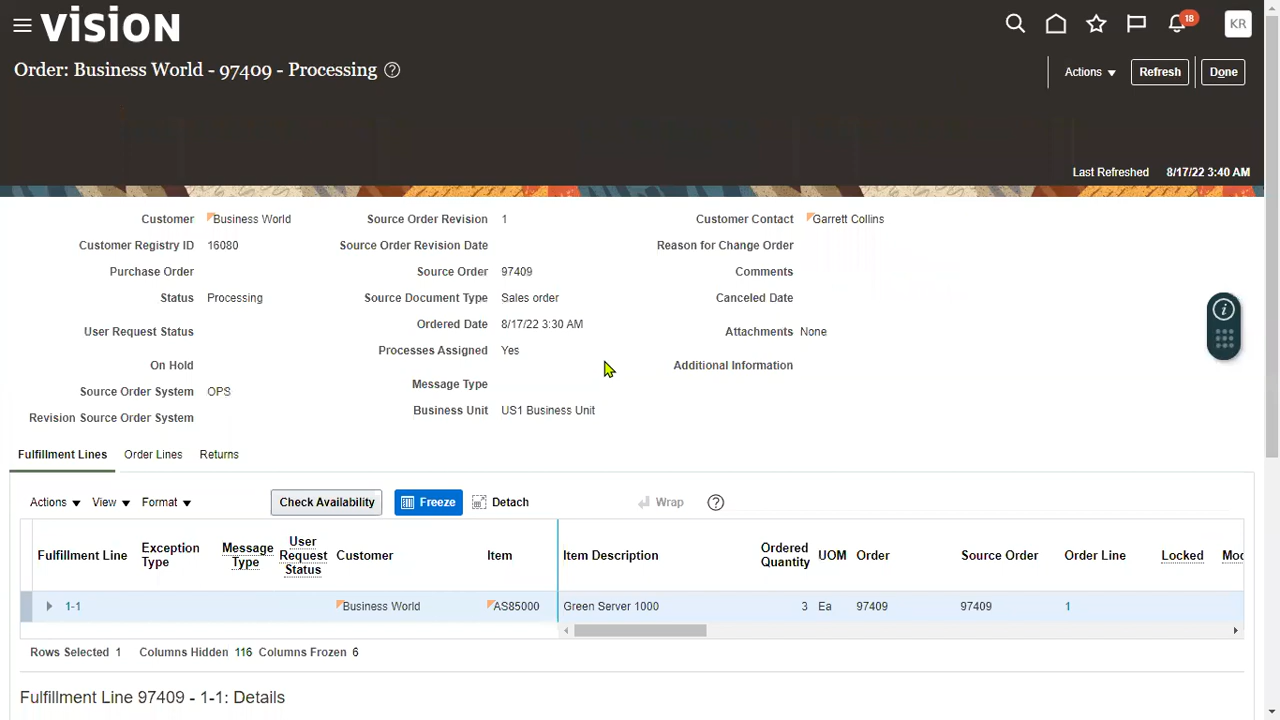 vision
18
KR
Order: Business World - 97409 - Processing ?
Actions Refresh Done
Last Refreshed 8/17/22 3:40 AM
Customer Business World
Customer Registry ID 16080
Purchase Order
Status Processing
User Request Status
On Hold
Source Order System OPS
Revision Source Order System
Source Order Revision 1
Source Order Revision Date
Source Order 97409
Source Document Type Sales order
Ordered Date 8/17/22 3:30 AM
Processes Assigned Yes
Message Type
Business Unit US1 Business Unit
Customer Contact Garrett Collins
Reason for Change Order
Comments
Canceled Date
Attachments None
Additional Information
i
Fulfillment Lines Order Lines Returns
Actions View Format Check Availability Freeze Detach Wrap ?
Fulfillment Line Exception Type Message Type User Request Status Customer Item Item Description Ordered Quantity UOM Order Source Order Order Line Locked Moc
1-1 Business World AS85000 Green Server 1000 3 Ea 97409 97409 1
Rows Selected 1 Columns Hidden 116 Columns Frozen 6
Fulfillment Line 97409 - 1-1: Details